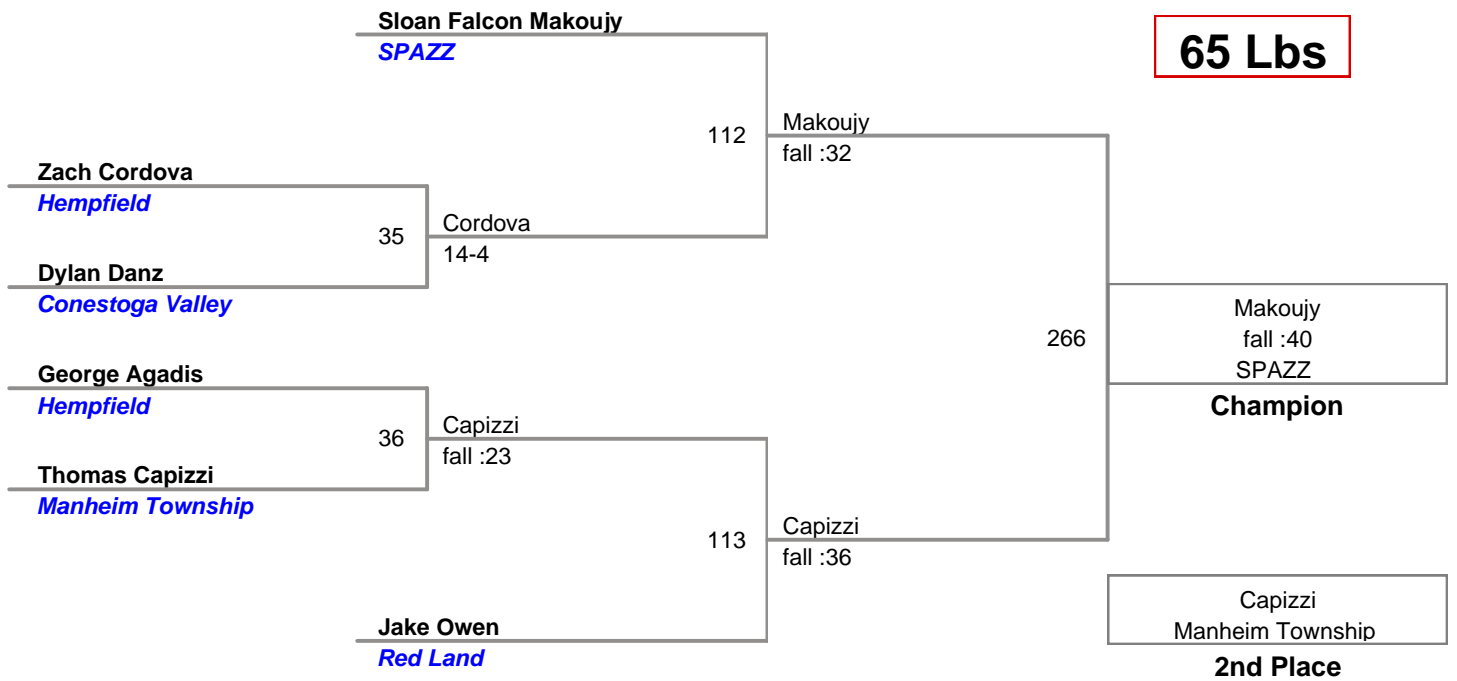 Sloan Falcon Makoujy
SPAZZ
65 Lbs
112
Makoujy
fall :32
Zach Cordova
Hempfield
35
Cordova
14-4
Dylan Danz
Conestoga Valley
266
Makoujy
fall :40
SPAZZ
Champion
George Agadis
Hempfield
36
Capizzi
fall :23
Thomas Capizzi
Manheim Township
113
Capizzi
fall :36
Jake Owen
Red Land
Capizzi
Manheim Township
2nd Place